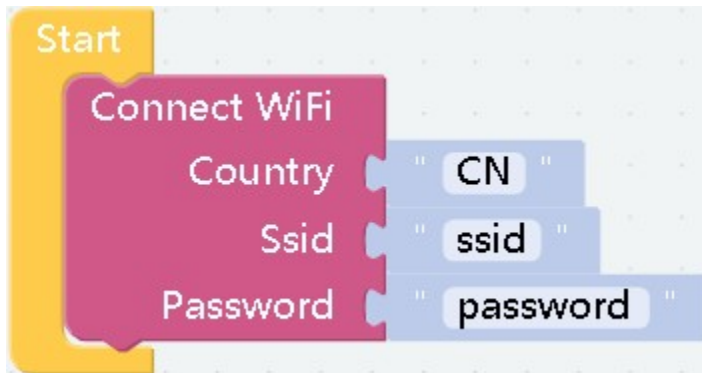 Start
Connect WiFi
Country " CN "
Ssid " ssid "
Password " password "